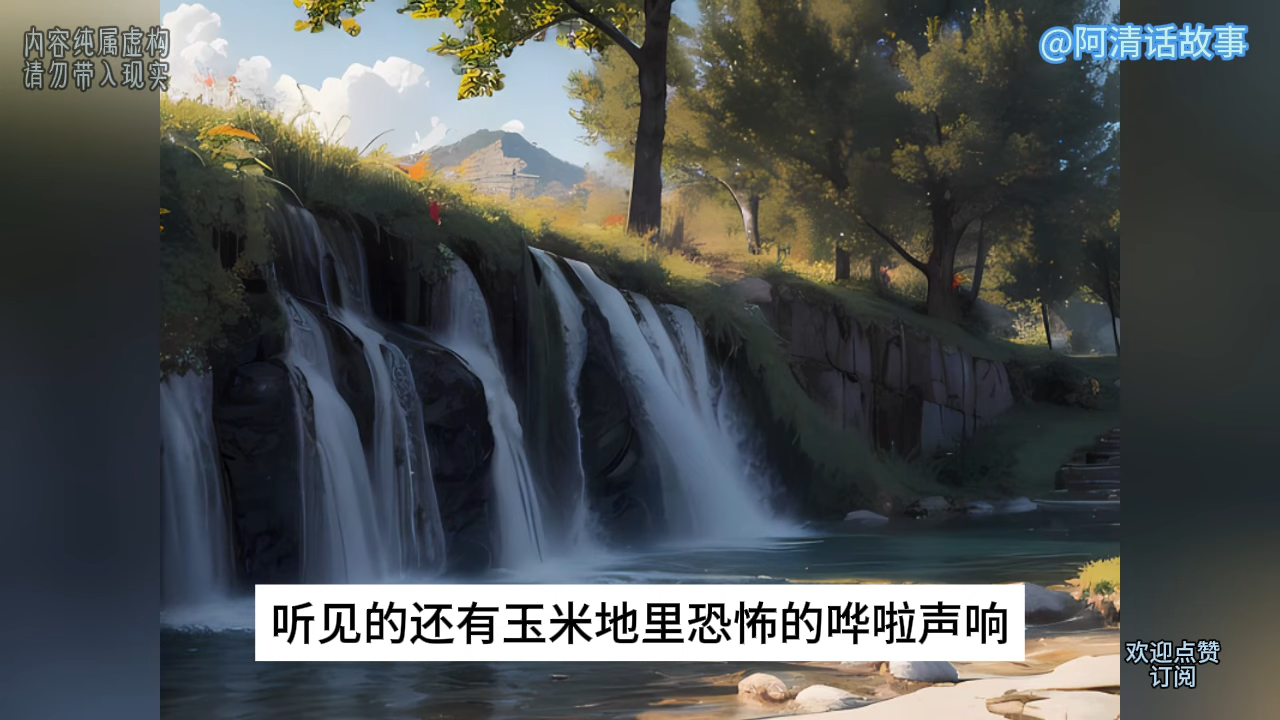 内容纯属虚构
请勿带入现实
@阿清话故事
听见的还有玉米地里恐怖的哗啦声响
欢迎点赞
订阅